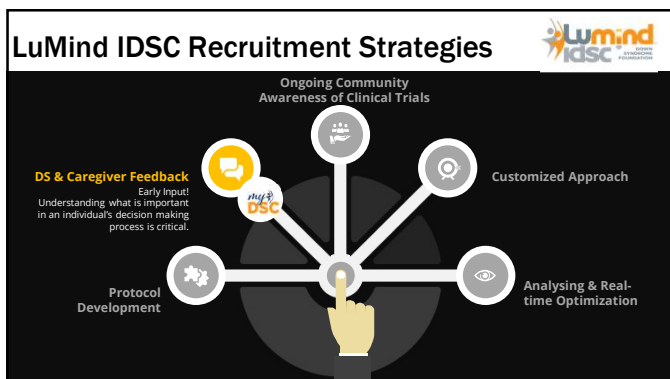 LuMind IDSC Recruitment Strategies
LuMind
IDSC
DOWN
SYNDROME
FOUNDATION
Ongoing Community
Awareness of Clinical Trials
DS & Caregiver Feedback
Early Input!
Understanding what is important
in an individual's decision making
process is critical.
my
DSC
Customized Approach
Protocol
Development
Analysing & Real-
time Optimization